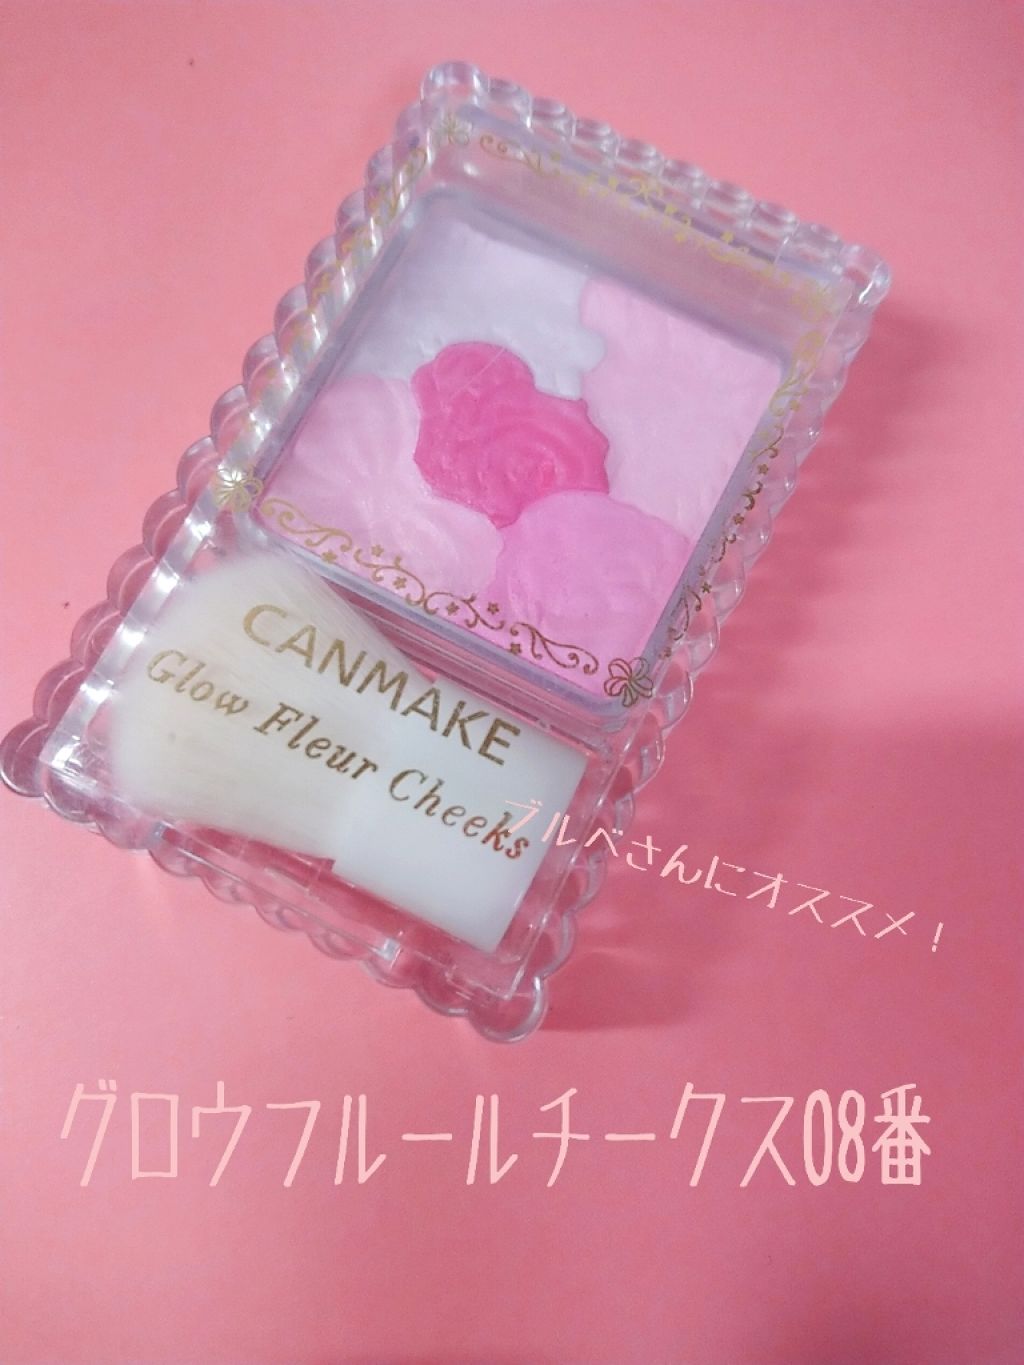 CANMAKE
Glow Fleur Cheeks
ブルベさんにオススメ！
グロウフルールチークス08番